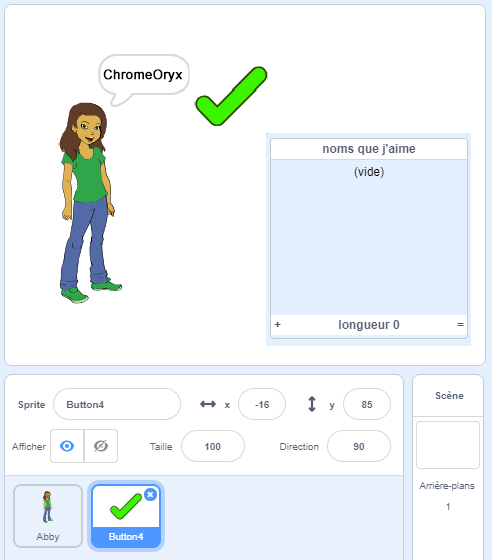 ChromeOryx
noms que j'aime
(vide)
+ longueur 0 =
Sprite Button4 x -16 y 85
Afficher Taille 100 Direction 90
Abby Button4
Scène
Arrière-plans
1